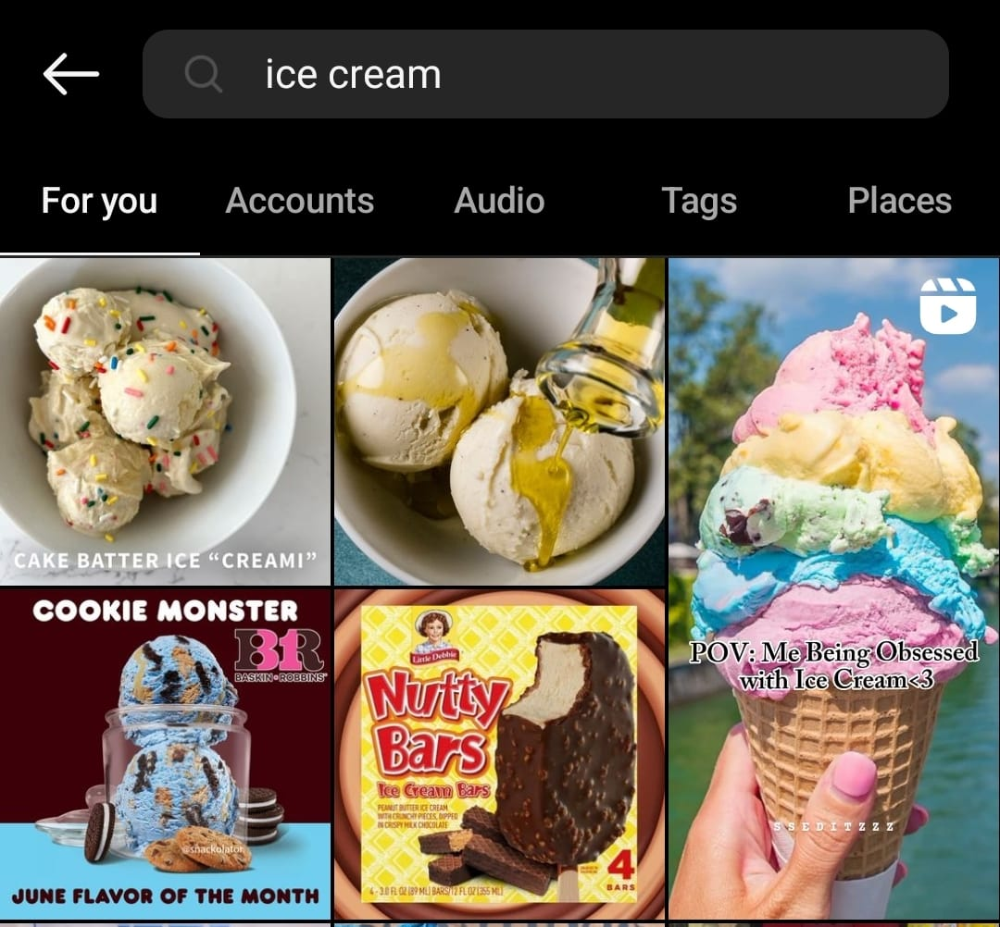 ice cream
For you
Accounts
Audio
Tags
Places
CAKE BATTER ICE “CREAMI”
POV: Me Being Obsessed
with Ice Cream<3
SSEDITZZZ
COOKIE MONSTER
BR
BASKIN-ROBBINS
@snackolator
JUNE FLAVOR OF THE MONTH
Little Debbie
Nutty
Bars
Ice Cream Bars
PEANUT BUTTER ICE CREAM
WITH CRUNCHY PIECES, DIPPED
IN CRISPY MILK CHOCOLATE
4
BARS
4 - 3.0 FL OZ (89 ML) BARS/12 FL OZ (355 ML)